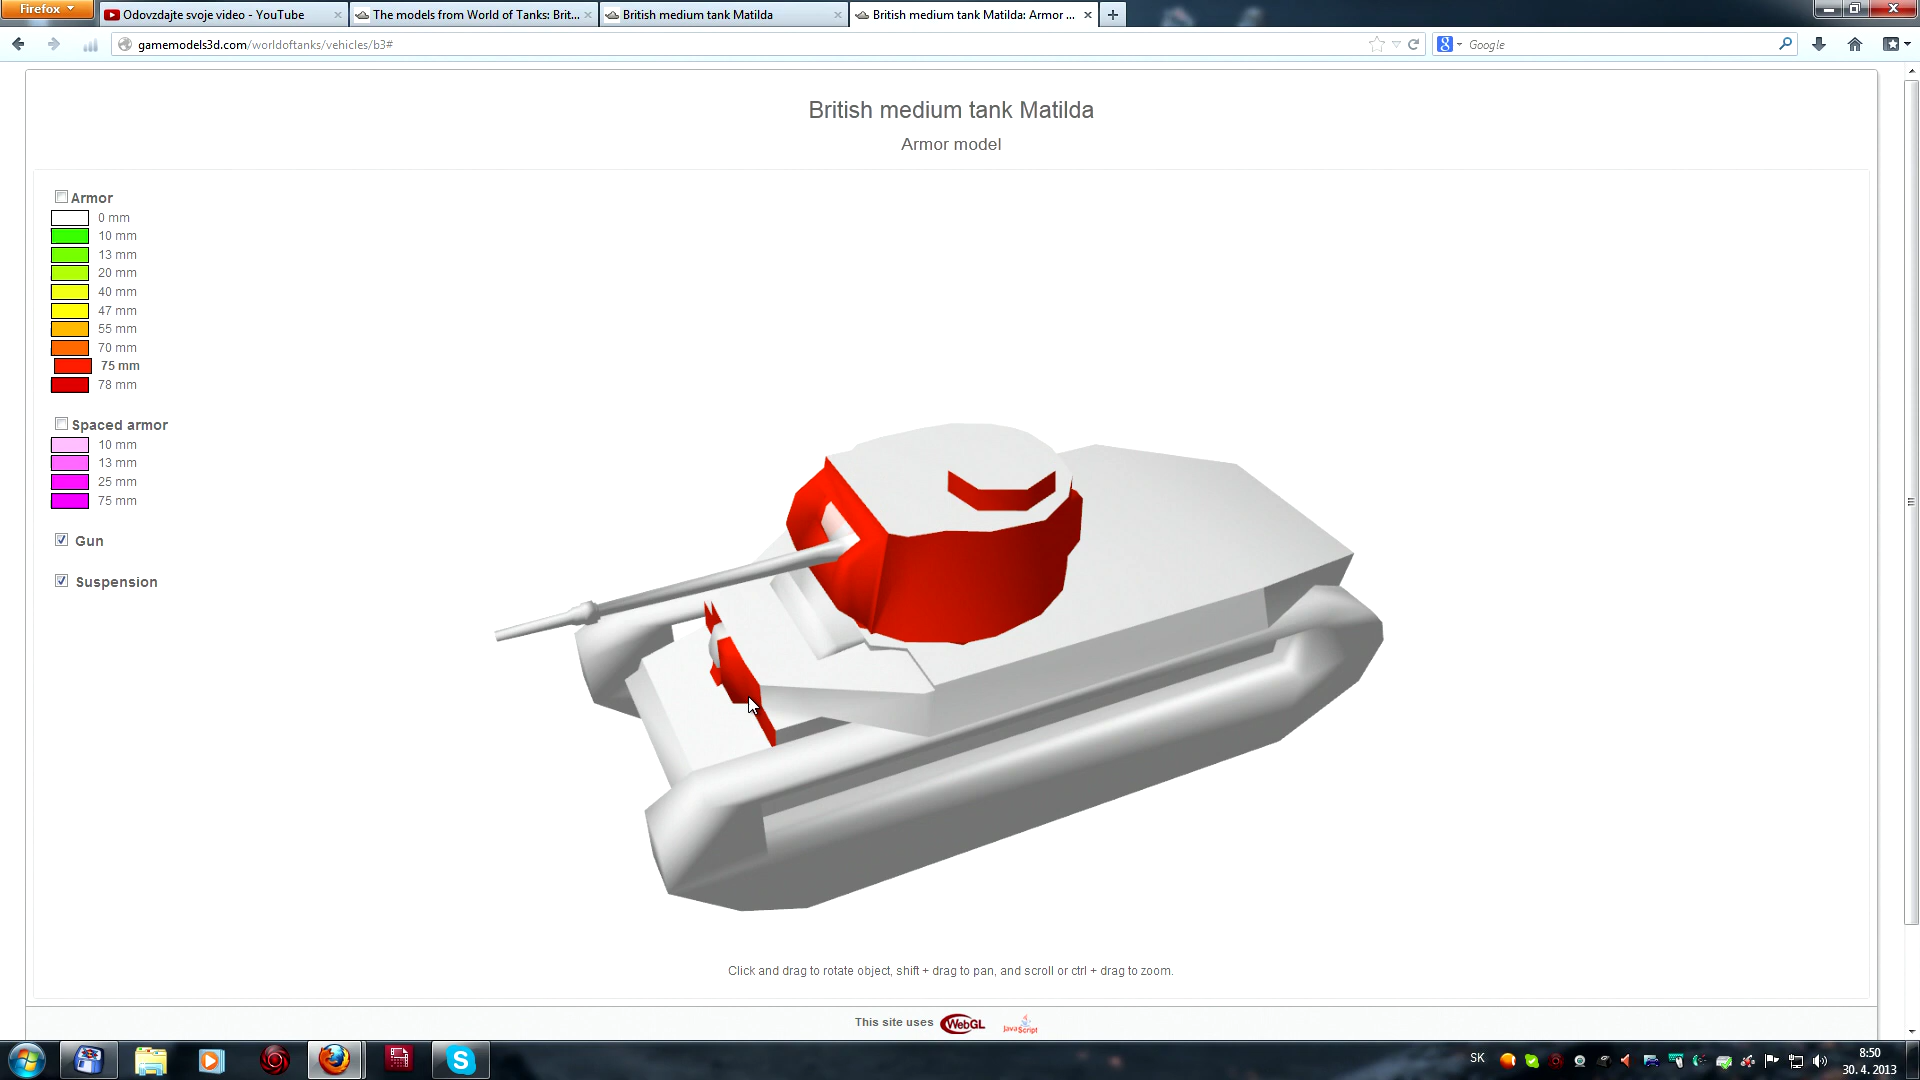 Firefox
Odovzdajte svoje video - YouTube
The models from World of Tanks: Brit...
British medium tank Matilda
British medium tank Matilda: Armor ...
gamemodels3d.com/worldoftanks/vehicles/b3#
Google
British medium tank Matilda
Armor model
Armor
0 mm
10 mm
13 mm
20 mm
40 mm
47 mm
55 mm
70 mm
75 mm
78 mm
Spaced armor
10 mm
13 mm
25 mm
75 mm
Gun
Suspension
Click and drag to rotate object, shift + drag to pan, and scroll or ctrl + drag to zoom.
This site uses WebGL JavaScript
SK
8:50
30. 4. 2013